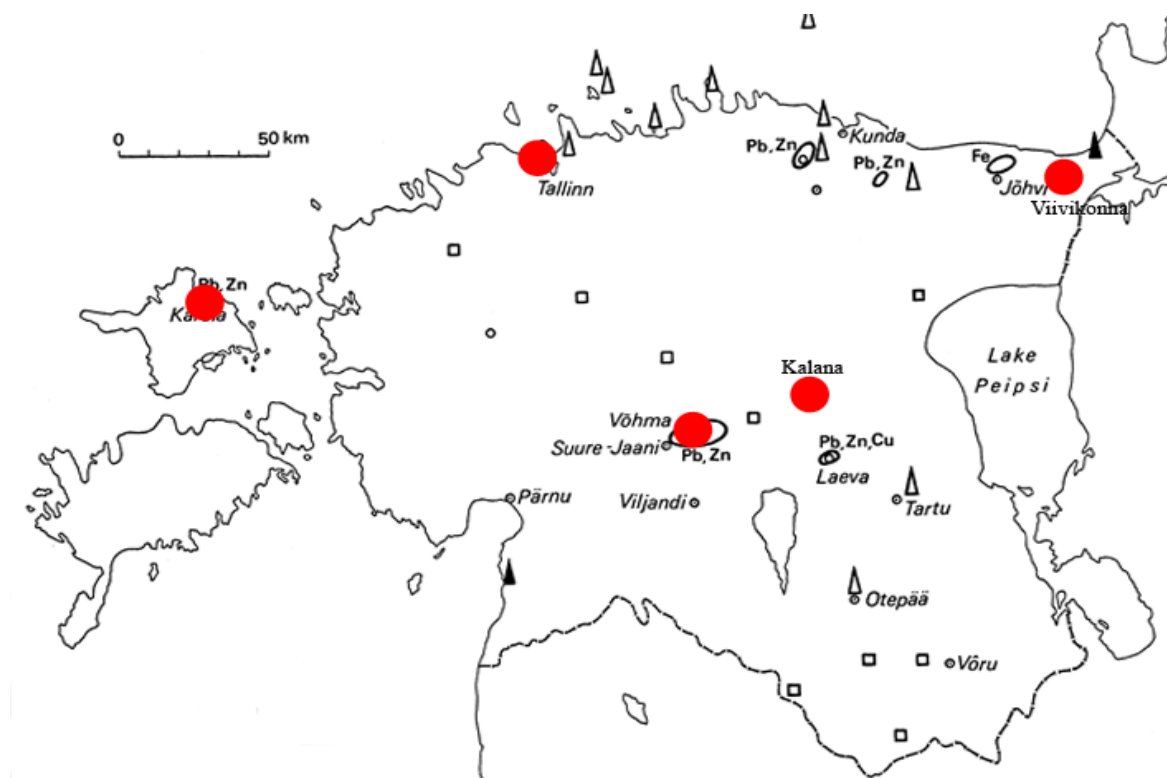 0
50 km
Kunda
Pb, Zn
Pb, Zn
Fe
Tallinn
Jõhvi
Viivikonna
Pb, Zn
Lake
Peipsi
Kalana
Võhma
Suure-Jaani
Pb, Zn
Pb, Zn, Cu
Laeva
Pärnu
Viljandi
Tartu
Otepää
Võru